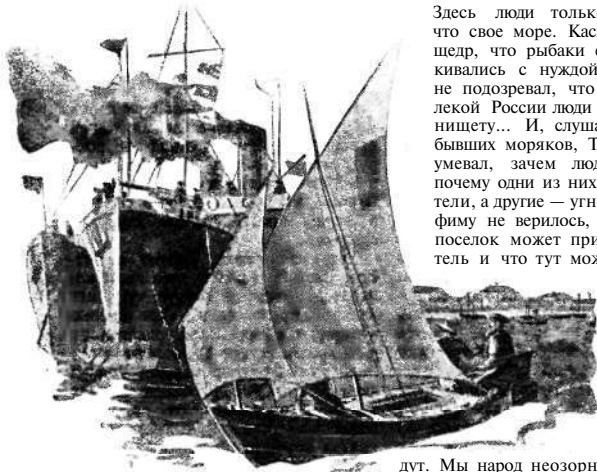 Здесь люди только
что свое море. Кас
щедр, что рыбаки
кивались с нуждой
не подозревал, что
лекой России люди
нищету... И, слуша
бывших моряков, Т
умевал, зачем люд
почему одни из них
тели, а другие — угн
фиму не верилось,
поселок может при
тель и что тут мож
дут. Мы народ неозорн